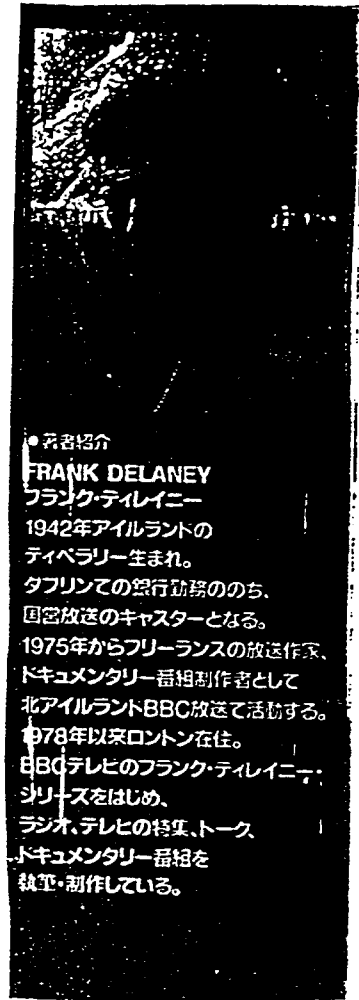 ●著者紹介
FRANK DELANEY
フランク・ディレイニー
1942年アイルランドの
ティペラリー生まれ。
ダブリンでの銀行勤務ののち、
国営放送のキャスターとなる。
1975年からフリーランスの放送作家、
ドキュメンタリー番組制作者として
北アイルランドBBC放送で活動する。
1978年以来ロンドン在住。
BBCテレビのフランク・ディレイニー・
シリーズをはじめ、
ラジオ、テレビの特集、トーク、
ドキュメンタリー番組を
執筆・制作している。